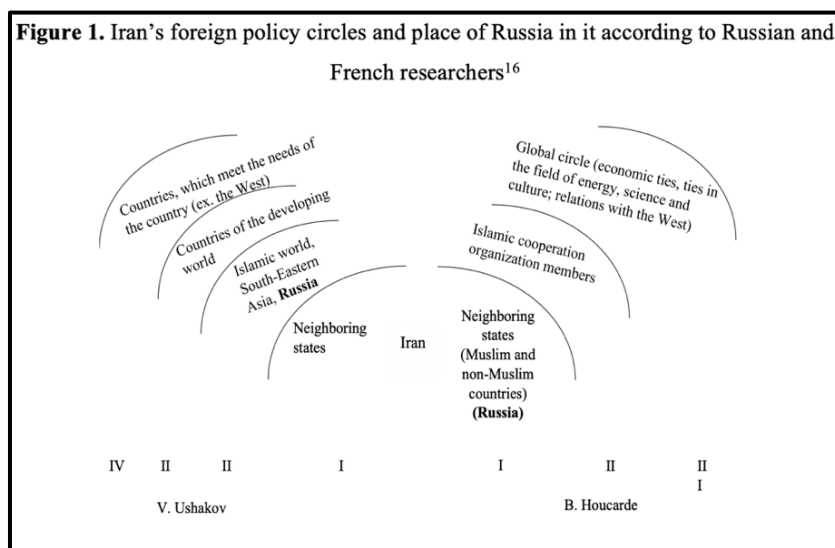 Figure 1. Iran’s foreign policy circles and place of Russia in it according to Russian and
French researchers16
Countries, which meet the needs of
the country (ex. the West)
Countries of the developing
world
Islamic world,
South-Eastern
Asia, Russia
Neighboring
states
Iran
Global circle (economic ties, ties in
the field of energy, science and
culture; relations with the West)
Islamic cooperation
organization members
Neighboring
states
(Muslim and
non-Muslim
countries)
(Russia)
IV II II I I II II
I
V. Ushakov B. Houcarde